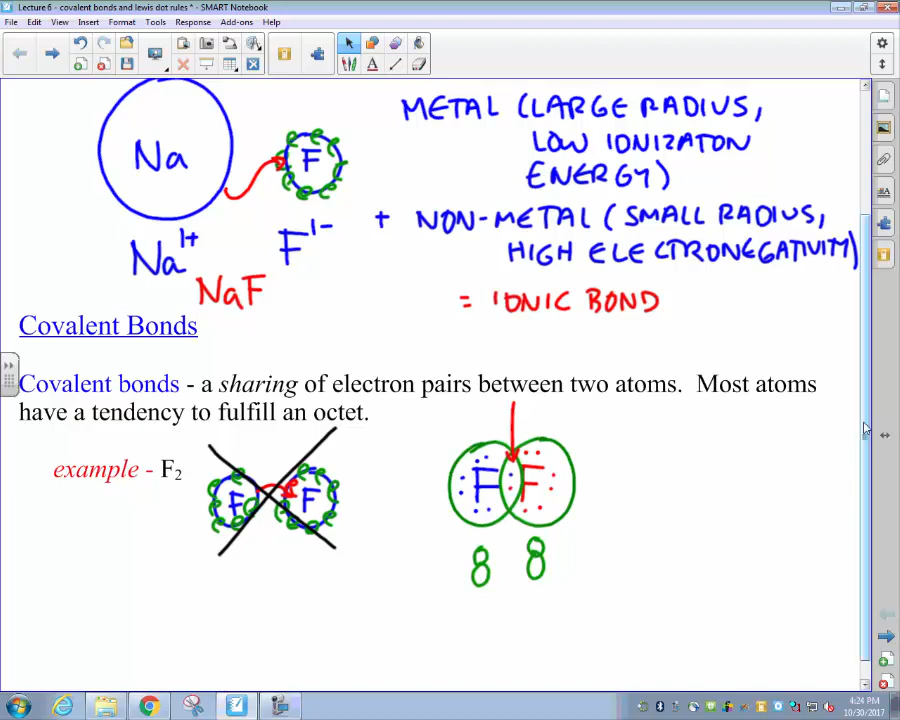 Lecture 6 - covalent bonds and lewis dot rules * - SMART Notebook
File Edit View Insert Format Tools Response Add-ons Help
METAL (LARGE RADIUS,
Na F LOW IONIZATON
ENERGY)
+ NON-METAL (SMALL RADIUS,
Na1+ F1- HIGH ELECTRONEGATIVITY)
NaF = IONIC BOND
Covalent Bonds
Covalent bonds - a sharing of electron pairs between two atoms. Most atoms
have a tendency to fulfill an octet.
example - F2 F F F F
8 8
4:24 PM
10/30/2017